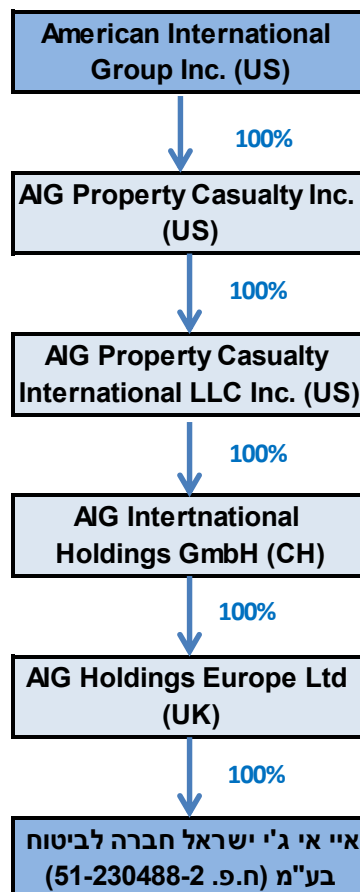 American International
Group Inc. (US)
100%
AIG Property Casualty Inc.
(US)
100%
AIG Property Casualty
International LLC Inc. (US)
100%
AIG Intertnational
Holdings GmbH (CH)
100%
AIG Holdings Europe Ltd
(UK)
100%
איי אי ג'י ישראל חברה לביטוח
בע"מ (ח.פ. 51-230488-2)